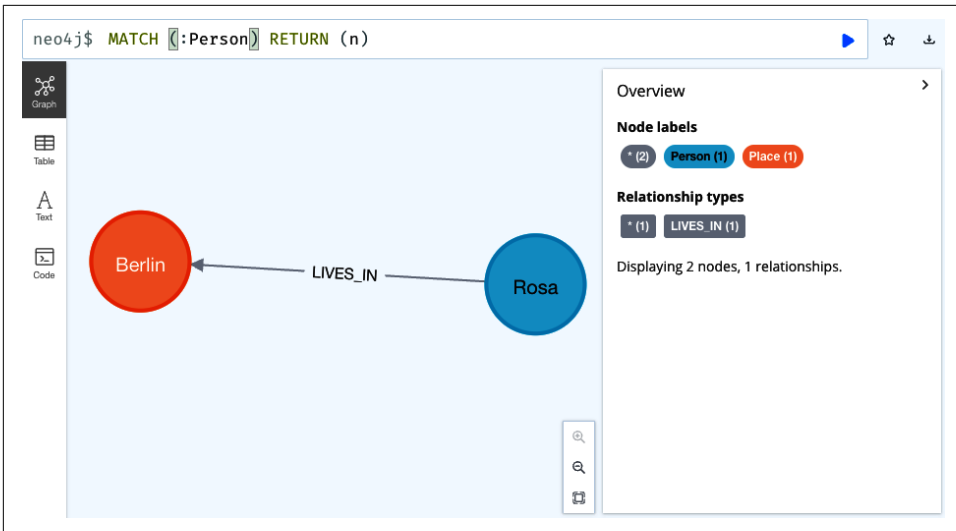 neo4j$ MATCH (:Person) RETURN (n)
Graph
Table
Text
Code
Berlin
LIVES_IN
Rosa
Overview
Node labels
* (2) Person (1) Place (1)
Relationship types
* (1) LIVES_IN (1)
Displaying 2 nodes, 1 relationships.